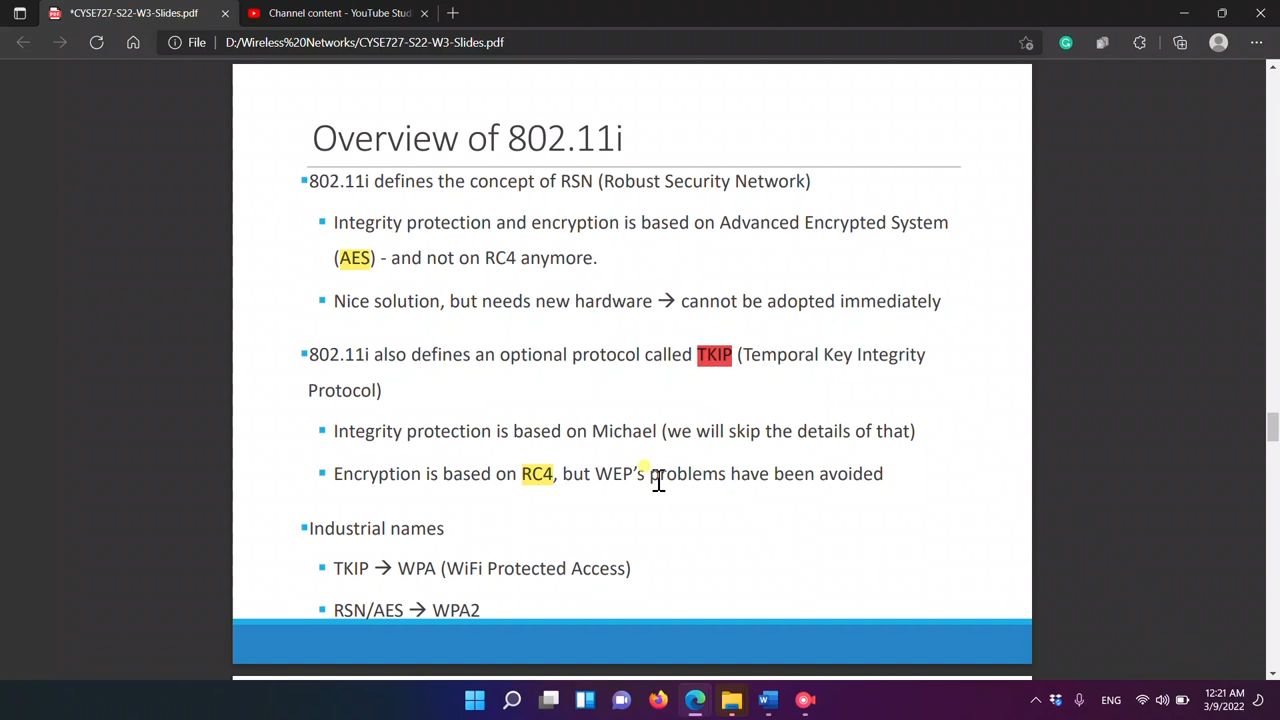 *CYSE727-S22-W3-Slides.pdf
Channel content - YouTube Stud
File
D:/Wireless%20Networks/CYSE727-S22-W3-Slides.pdf
Overview of 802.11i
802.11i defines the concept of RSN (Robust Security Network)
Integrity protection and encryption is based on Advanced Encrypted System
(AES) - and not on RC4 anymore.
Nice solution, but needs new hardware → cannot be adopted immediately
802.11i also defines an optional protocol called TKIP (Temporal Key Integrity
Protocol)
Integrity protection is based on Michael (we will skip the details of that)
Encryption is based on RC4, but WEP’s problems have been avoided
Industrial names
TKIP → WPA (WiFi Protected Access)
RSN/AES → WPA2
ENG
12:21 AM
3/9/2022